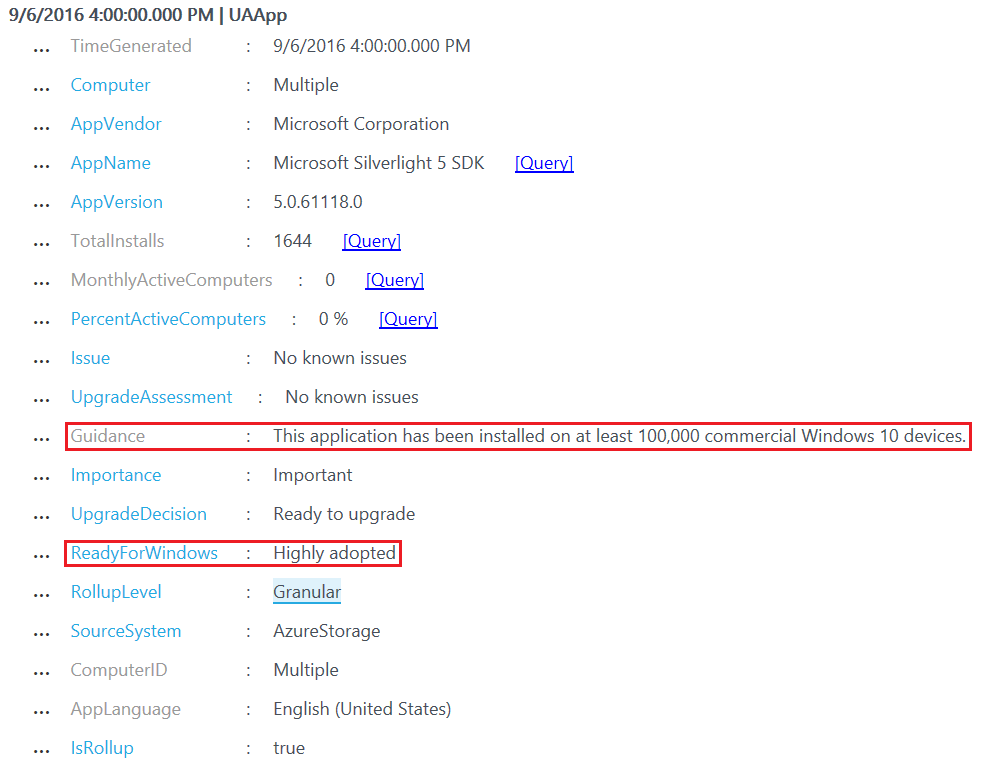 9/6/2016 4:00:00.000 PM | UAApp
... TimeGenerated : 9/6/2016 4:00:00.000 PM
... Computer : Multiple
... AppVendor : Microsoft Corporation
... AppName : Microsoft Silverlight 5 SDK [Query]
... AppVersion : 5.0.61118.0
... TotalInstalls : 1644 [Query]
... MonthlyActiveComputers : 0 [Query]
... PercentActiveComputers : 0 % [Query]
... Issue : No known issues
... UpgradeAssessment : No known issues
... Guidance : This application has been installed on at least 100,000 commercial Windows 10 devices.
... Importance : Important
... UpgradeDecision : Ready to upgrade
... ReadyForWindows : Highly adopted
... RollupLevel : Granular
... SourceSystem : AzureStorage
... ComputerID : Multiple
... AppLanguage : English (United States)
... IsRollup : true